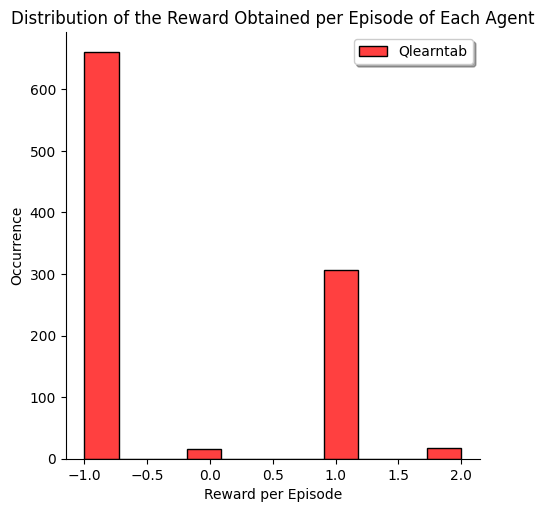 Distribution of the Reward Obtained per Episode of Each Agent
Qlearntab
600
500
400
300
200
100
0
Occurrence
−1.0 −0.5 0.0 0.5 1.0 1.5 2.0
Reward per Episode